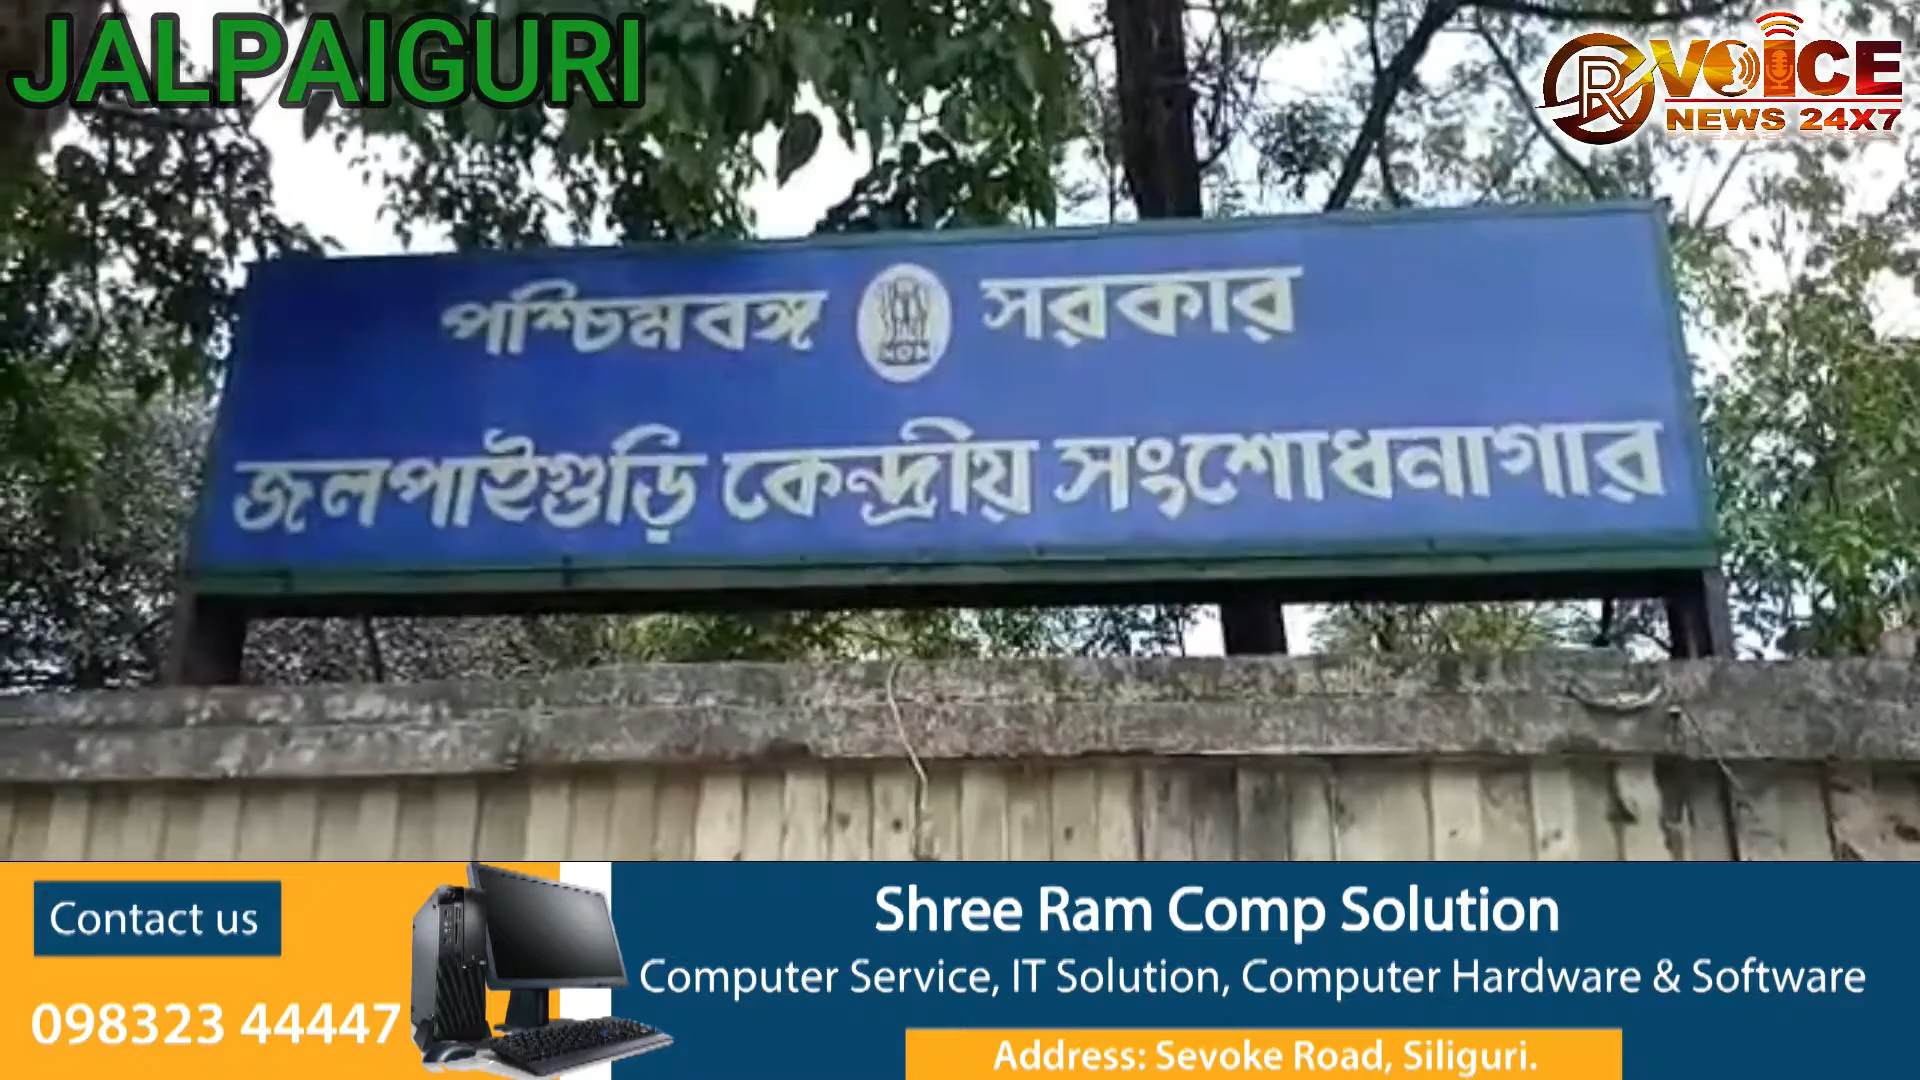 JALPAIGURI
R VOICE
NEWS 24X7
পশ্চিমবঙ্গ সরকার
জলপাইগুড়ি কেন্দ্রীয় সংশোধনাগার
Contact us
098323 44447
Shree Ram Comp Solution
Computer Service, IT Solution, Computer Hardware & Software
Address: Sevoke Road, Siliguri.